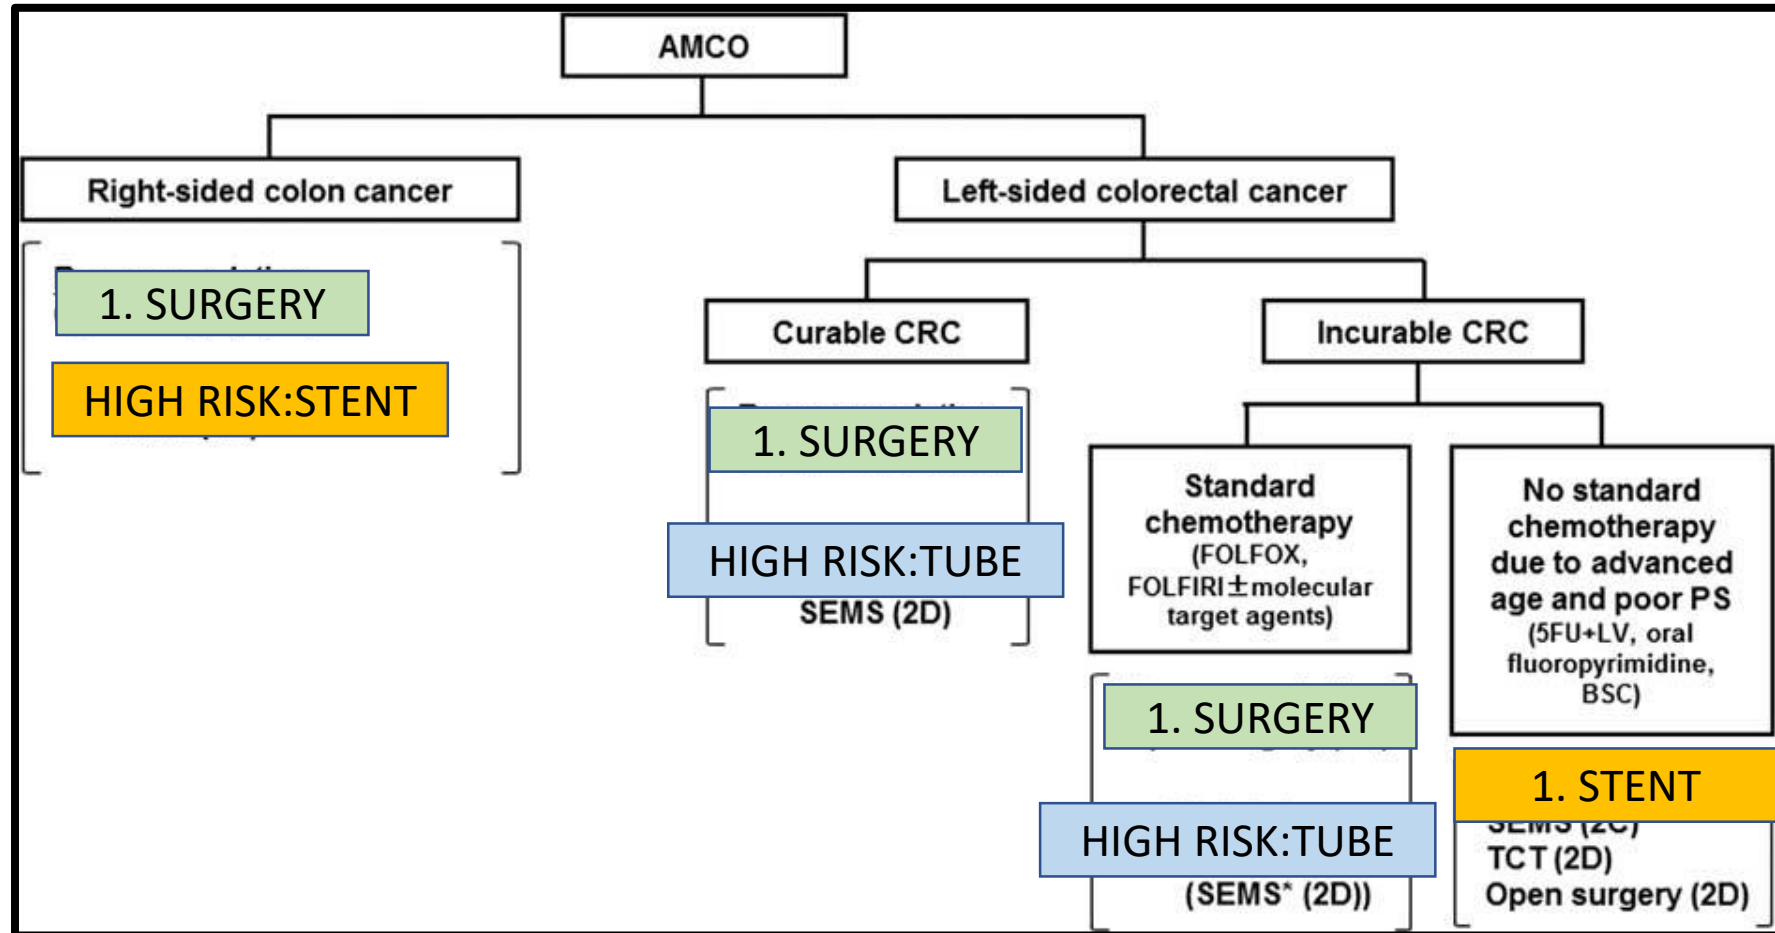 AMCO
Right-sided colon cancer
Left-sided colorectal cancer
1. SURGERY
HIGH RISK:STENT
Curable CRC
Incurable CRC
1. SURGERY
HIGH RISK:TUBE
SEMS (2D)
Standard
chemotherapy
(FOLFOX,
FOLFIRI±molecular
target agents)
No standard
chemotherapy
due to advanced
age and poor PS
(5FU+LV, oral
fluoropyrimidine,
BSC)
1. SURGERY
HIGH RISK:TUBE
(SEMS* (2D))
1. STENT
SEMS (2C)
TCT (2D)
Open surgery (2D)